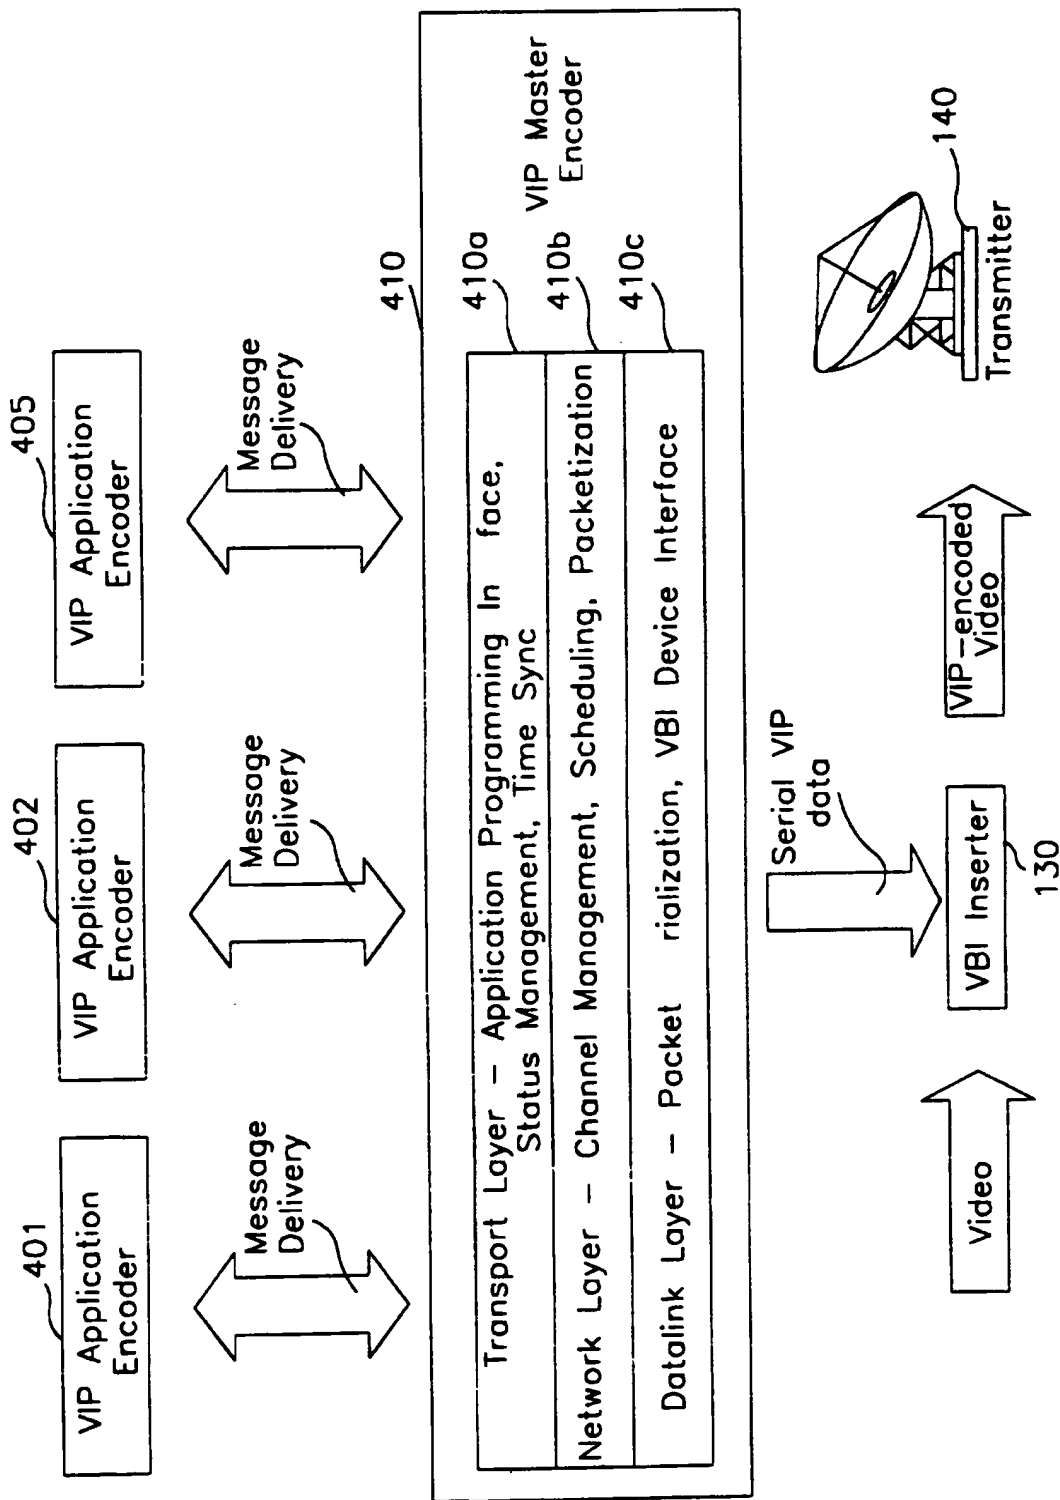 401
VIP Application
Encoder
402
VIP Application
Encoder
405
VIP Application
Encoder
Message
Delivery
Message
Delivery
Message
Delivery
410
Transport Layer – Application Programming In face,
Status Management, Time Sync
410a
Network Layer – Channel Management, Scheduling, Packetization
410b
Datalink Layer – Packet rialization, VBI Device Interface
410c
VIP Master
Encoder
Serial VIP
data
Video
VBI Inserter
130
VIP–encoded
Video
Transmitter
140